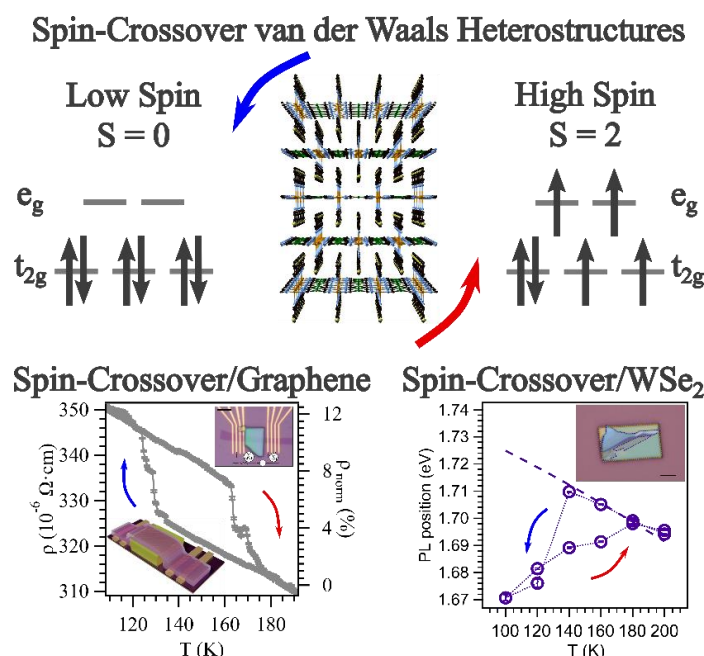 Spin-Crossover van der Waals Heterostructures
Low Spin
S = 0
High Spin
S = 2
e_g
t_2g
e_g
t_2g
Spin-Crossover/Graphene
350
340
330
320
310
ρ (10⁻⁶ Ω·cm)
12
8
4
0
ρ_norm (%)
120 140 160 180
T (K)
Spin-Crossover/WSe₂
1.74
1.73
1.72
1.71
1.70
1.69
1.68
1.67
PL position (eV)
100 120 140 160 180 200
T (K)